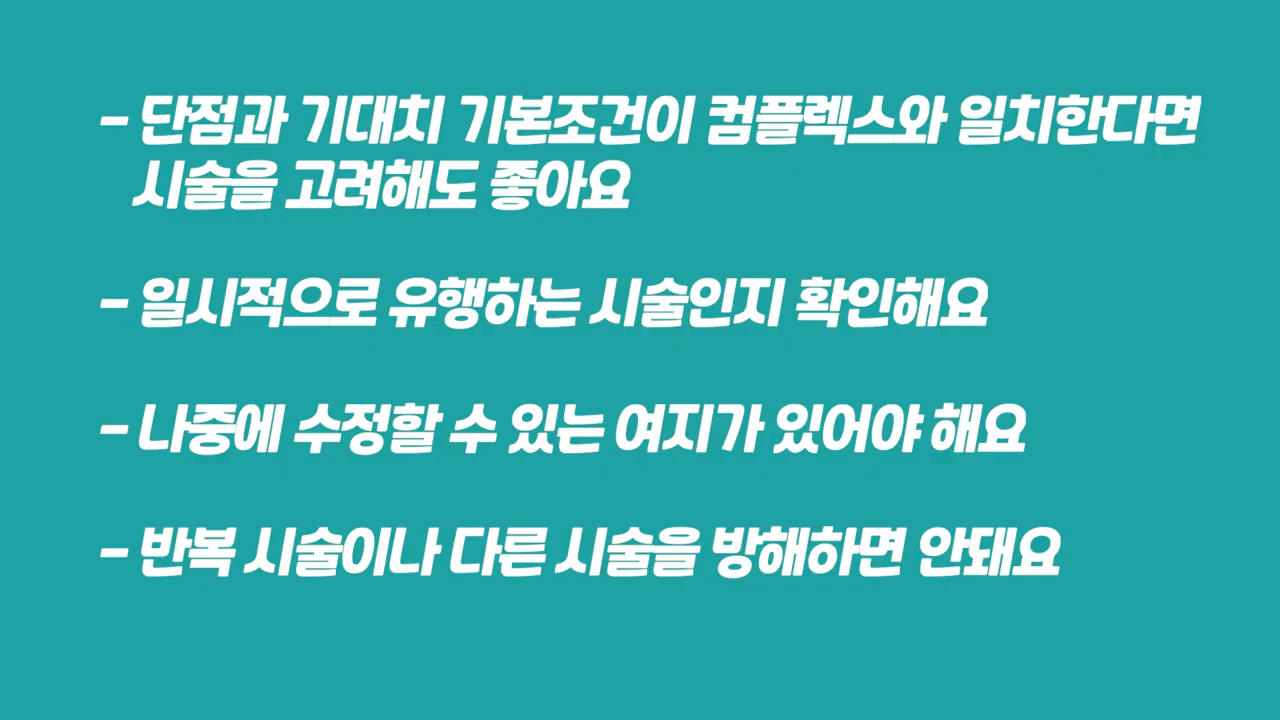 - 단점과 기대치 기본조건이 컴플렉스와 일치한다면
시술을 고려해도 좋아요
- 일시적으로 유행하는 시술인지 확인해요
- 나중에 수정할 수 있는 여지가 있어야 해요
- 반복 시술이나 다른 시술을 방해하면 안돼요